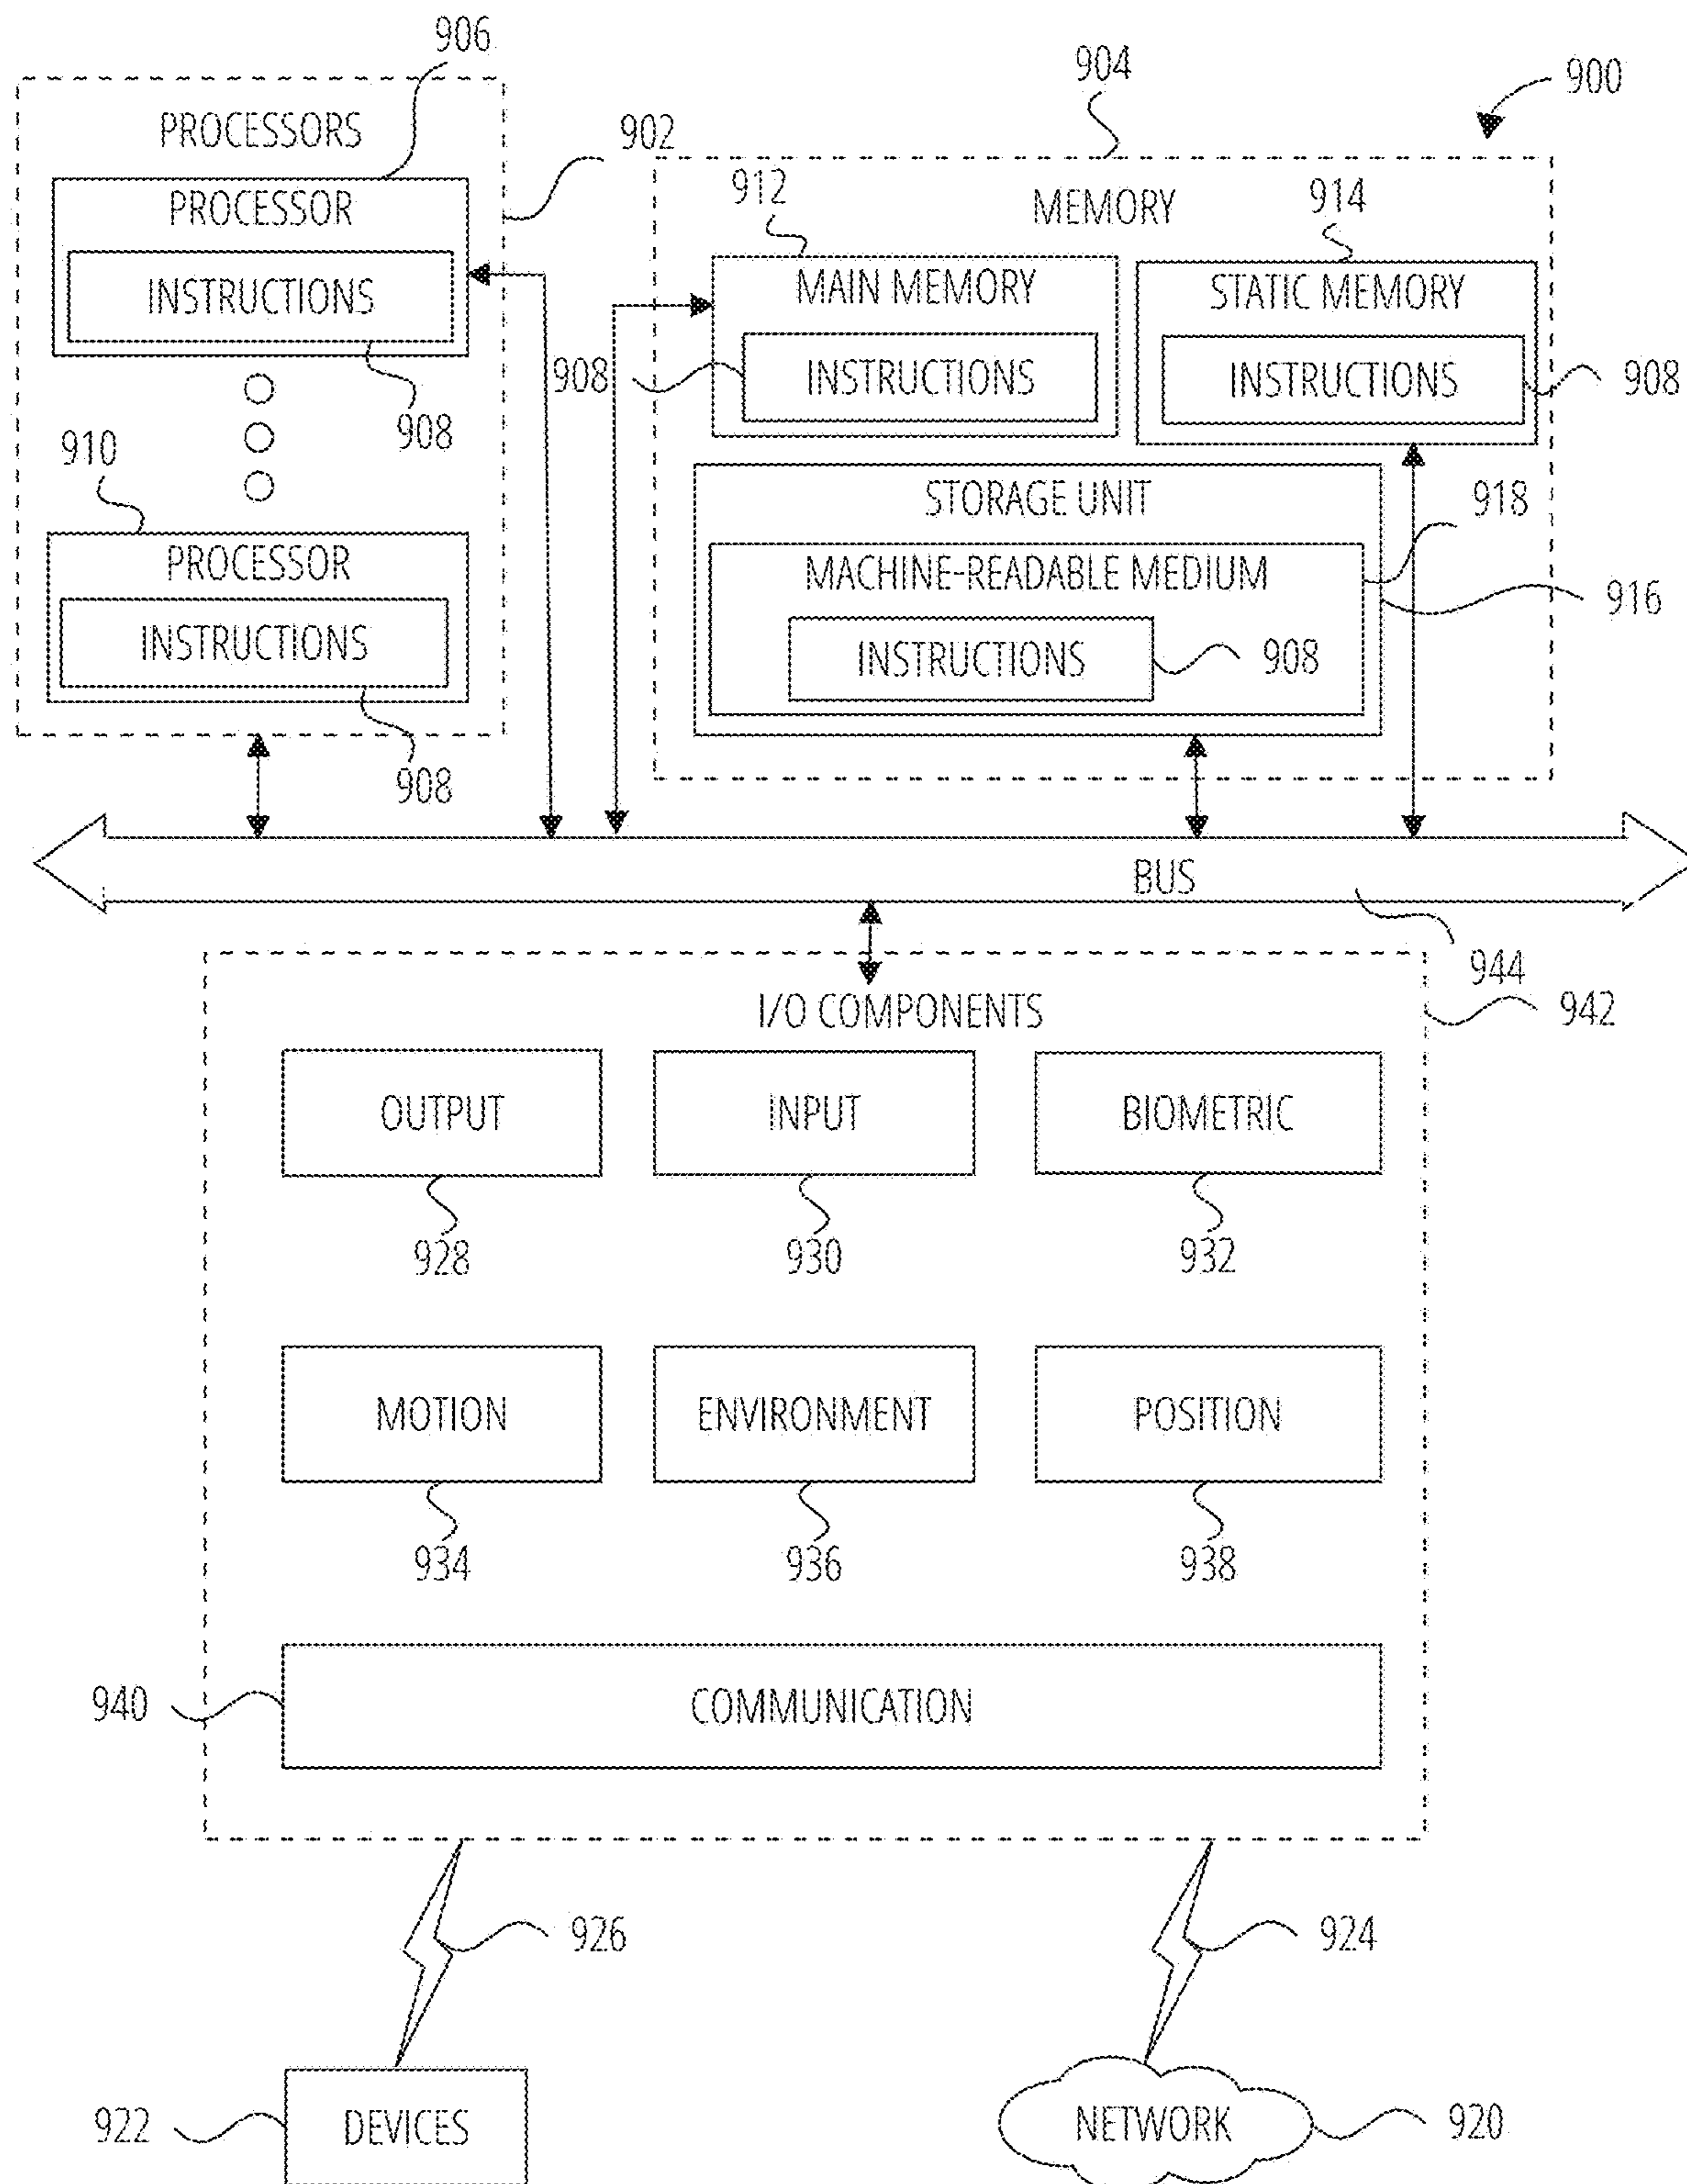 906
904
900
PROCESSORS
902
912
MEMORY
914
PROCESSOR
INSTRUCTIONS
MAIN MEMORY
STATIC MEMORY
908
INSTRUCTIONS
INSTRUCTIONS
908
908
910
STORAGE UNIT
918
PROCESSOR
MACHINE-READABLE MEDIUM
916
INSTRUCTIONS
INSTRUCTIONS
908
908
BUS
944
I/O COMPONENTS
942
OUTPUT
INPUT
BIOMETRIC
928
930
932
MOTION
ENVIRONMENT
POSITION
934
936
938
940
COMMUNICATION
926
924
922
DEVICES
NETWORK
920